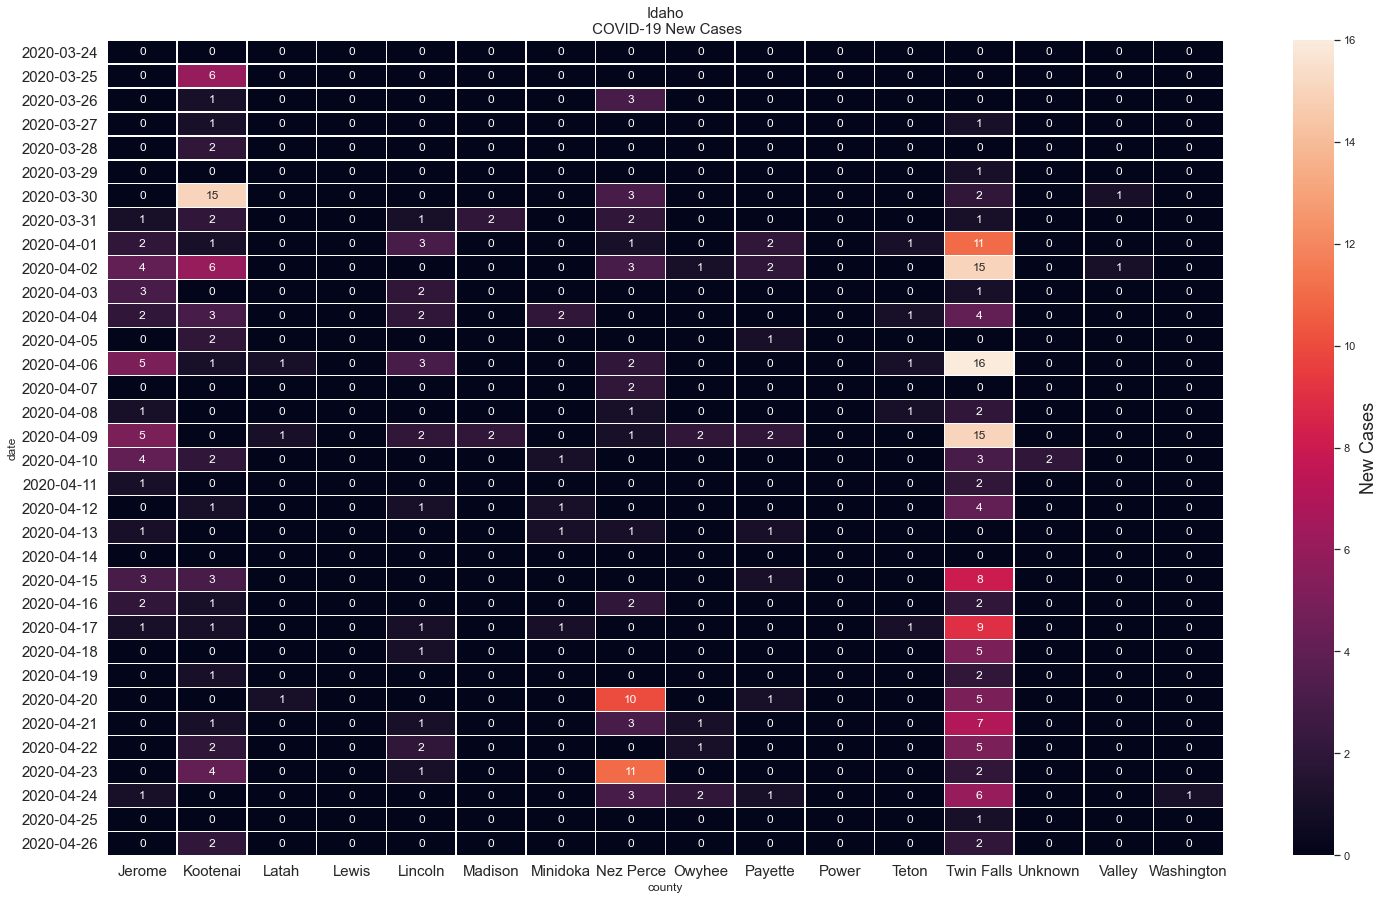 Idaho
COVID-19 New Cases
2020-03-24 0 0 0 0 0 0 0 0 0 0 0 0 0 0 0 0
2020-03-25 0 6 0 0 0 0 0 0 0 0 0 0 0 0 0 0
2020-03-26 0 1 0 0 0 0 0 3 0 0 0 0 0 0 0 0
2020-03-27 0 1 0 0 0 0 0 0 0 0 0 0 1 0 0 0
2020-03-28 0 2 0 0 0 0 0 0 0 0 0 0 0 0 0 0
2020-03-29 0 0 0 0 0 0 0 0 0 0 0 0 1 0 0 0
2020-03-30 0 15 0 0 0 0 0 3 0 0 0 0 2 0 1 0
2020-03-31 1 2 0 0 1 2 0 2 0 0 0 0 1 0 0 0
2020-04-01 2 1 0 0 3 0 0 1 0 2 0 1 11 0 0 0
2020-04-02 4 6 0 0 0 0 0 3 1 2 0 0 15 0 1 0
2020-04-03 3 0 0 0 2 0 0 0 0 0 0 0 1 0 0 0
2020-04-04 2 3 0 0 2 0 2 0 0 0 0 1 4 0 0 0
2020-04-05 0 2 0 0 0 0 0 0 0 1 0 0 0 0 0 0
2020-04-06 5 1 1 0 3 0 0 2 0 0 0 1 16 0 0 0
2020-04-07 0 0 0 0 0 0 0 2 0 0 0 0 0 0 0 0
2020-04-08 1 0 0 0 0 0 0 1 0 0 0 1 2 0 0 0
2020-04-09 5 0 1 0 2 2 0 1 2 2 0 0 15 0 0 0
2020-04-10 4 2 0 0 0 0 1 0 0 0 0 0 3 2 0 0
2020-04-11 1 0 0 0 0 0 0 0 0 0 0 0 2 0 0 0
2020-04-12 0 1 0 0 1 0 1 0 0 0 0 0 4 0 0 0
2020-04-13 1 0 0 0 0 0 1 1 0 1 0 0 0 0 0 0
2020-04-14 0 0 0 0 0 0 0 0 0 0 0 0 0 0 0 0
2020-04-15 3 3 0 0 0 0 0 0 0 1 0 0 8 0 0 0
2020-04-16 2 1 0 0 0 0 0 2 0 0 0 0 2 0 0 0
2020-04-17 1 1 0 0 1 0 1 0 0 0 0 1 9 0 0 0
2020-04-18 0 0 0 0 1 0 0 0 0 0 0 0 5 0 0 0
2020-04-19 0 1 0 0 0 0 0 0 0 0 0 0 2 0 0 0
2020-04-20 0 0 1 0 0 0 0 10 0 1 0 0 5 0 0 0
2020-04-21 0 1 0 0 1 0 0 3 1 0 0 0 7 0 0 0
2020-04-22 0 2 0 0 2 0 0 0 1 0 0 0 5 0 0 0
2020-04-23 0 4 0 0 1 0 0 11 0 0 0 0 2 0 0 0
2020-04-24 1 0 0 0 0 0 0 3 2 1 0 0 6 0 0 1
2020-04-25 0 0 0 0 0 0 0 0 0 0 0 0 1 0 0 0
2020-04-26 0 2 0 0 0 0 0 0 0 0 0 0 2 0 0 0
Jerome Kootenai Latah Lewis Lincoln Madison Minidoka Nez Perce Owyhee Payette Power Teton Twin Falls Unknown Valley Washington
county
date
16
14
12
10
8
6
4
2
0
New Cases